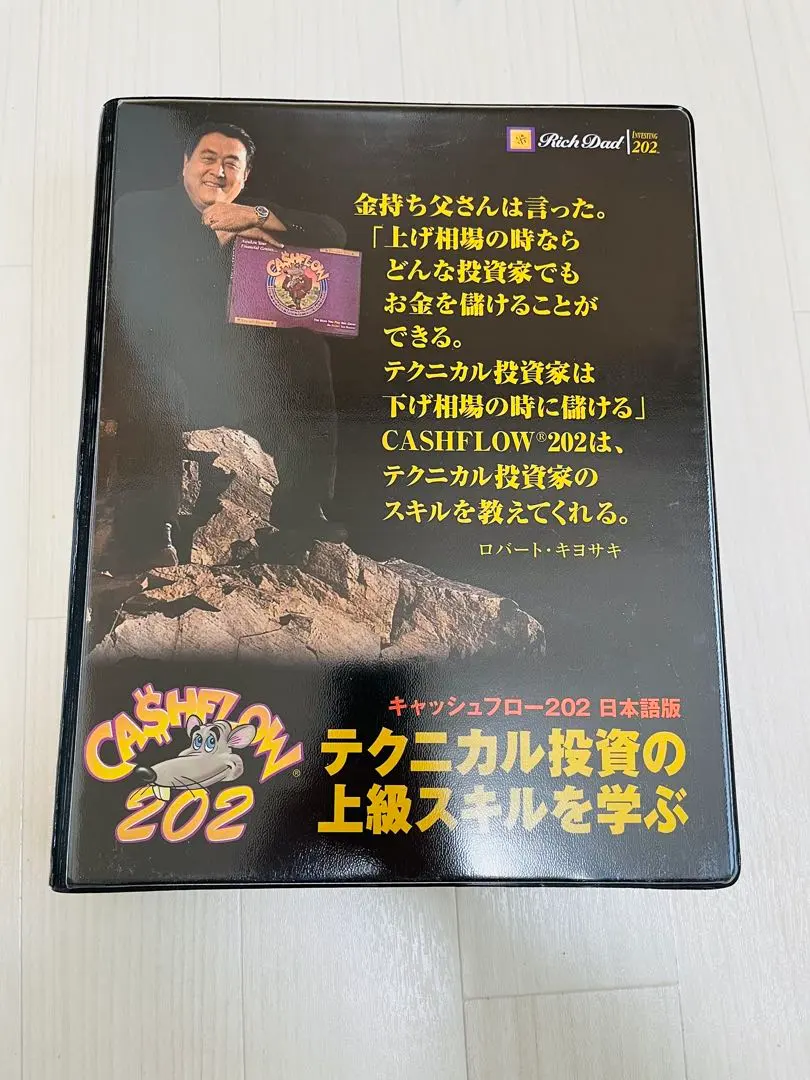 Rich Dad
INVESTING
202
金持ち父さんは言った。
「上げ相場の時なら
どんな投資家でも
お金を儲けることが
できる。
テクニカル投資家は
下げ相場の時に儲ける」
CASHFLOW®202は、
テクニカル投資家の
スキルを教えてくれる。
ロバート・キヨサキ
CASHFLOW
キャッシュフロー202 日本語版
テクニカル投資の
上級スキルを学ぶ
CA$HFLOW®
202